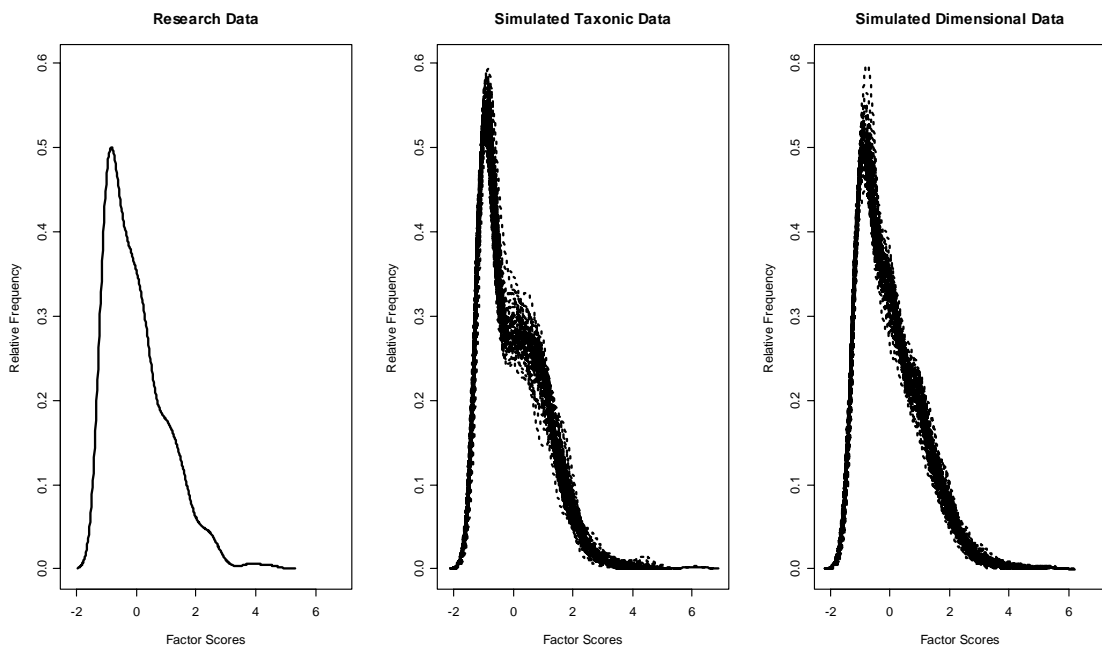 Research Data
Relative Frequency
0.6
0.5
0.4
0.3
0.2
0.1
0.0
-2 0 2 4 6
Factor Scores
Simulated Taxonic Data
Relative Frequency
0.6
0.5
0.4
0.3
0.2
0.1
0.0
-2 0 2 4 6
Factor Scores
Simulated Dimensional Data
Relative Frequency
0.6
0.5
0.4
0.3
0.2
0.1
0.0
-2 0 2 4 6
Factor Scores